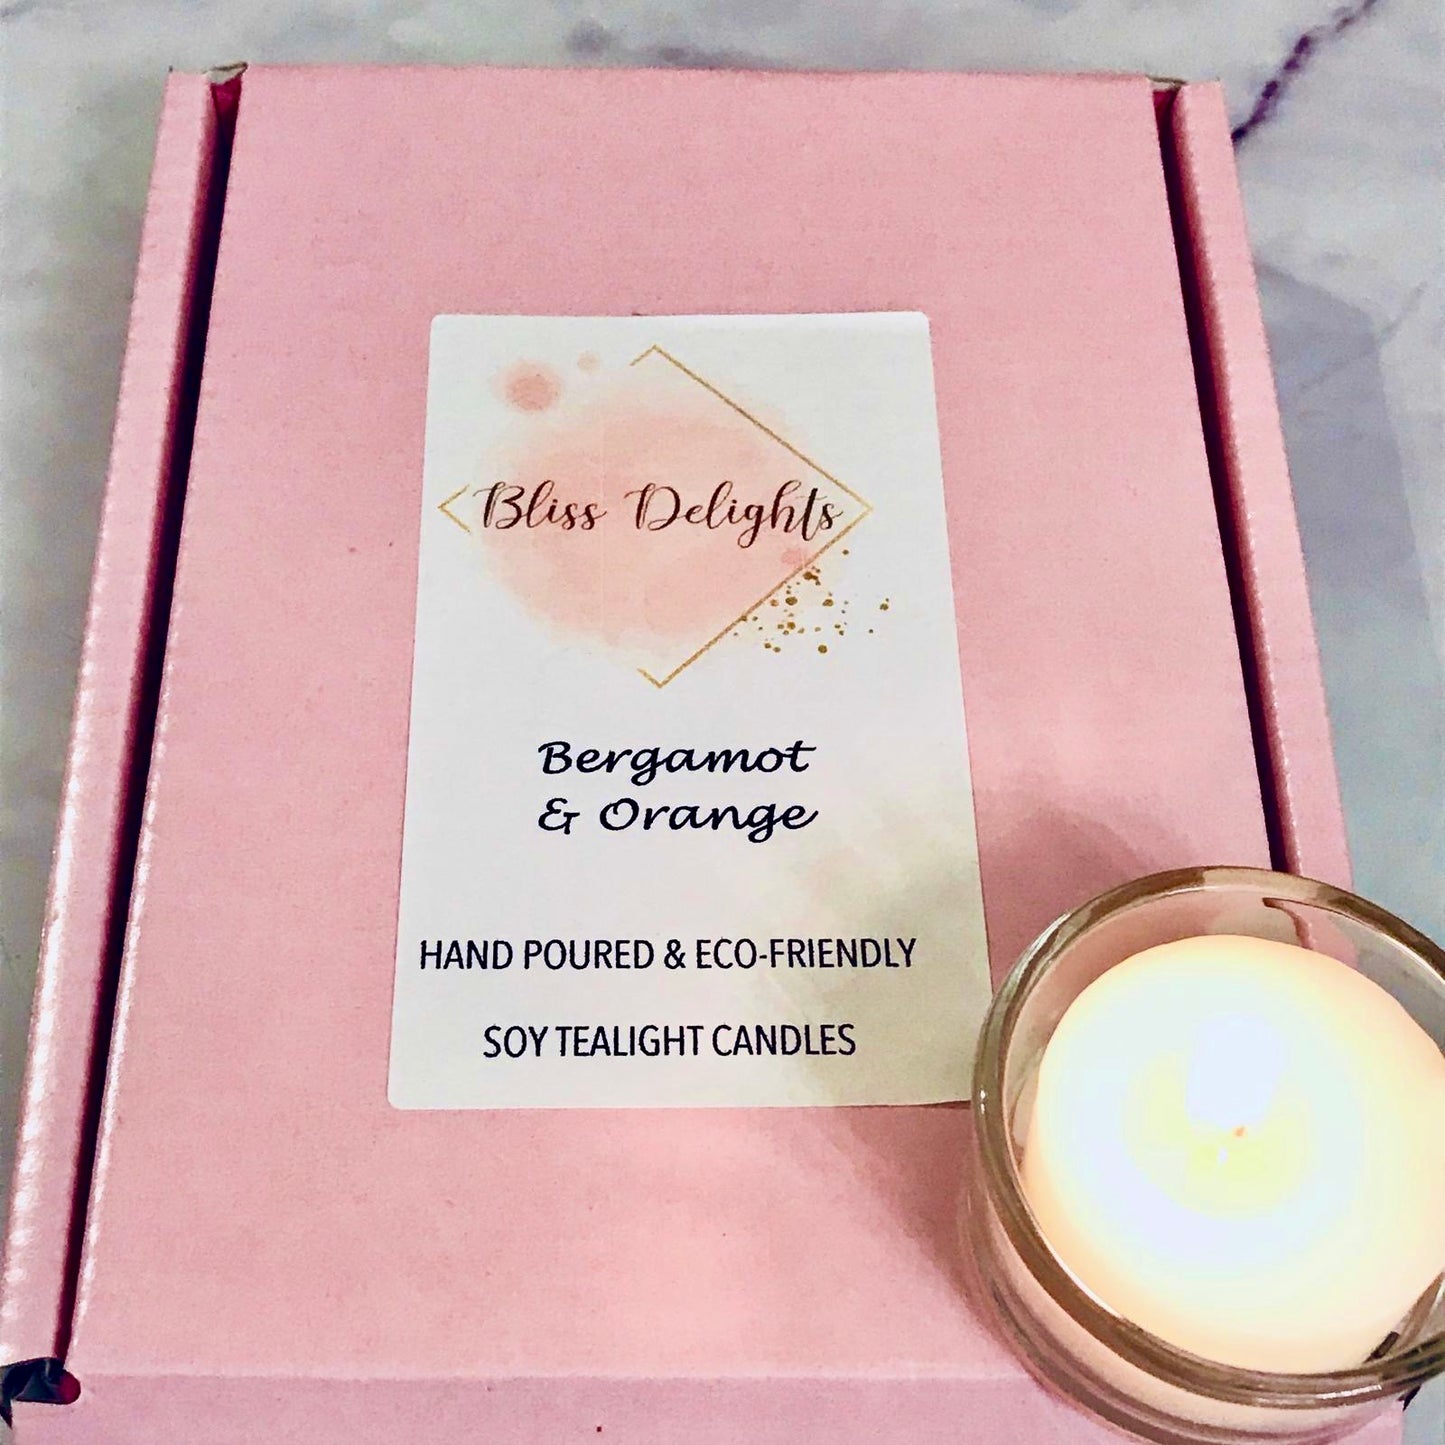 Bliss Delights
Bergamot
& Orange
HAND POURED & ECO-FRIENDLY
SOY TEALIGHT CANDLES